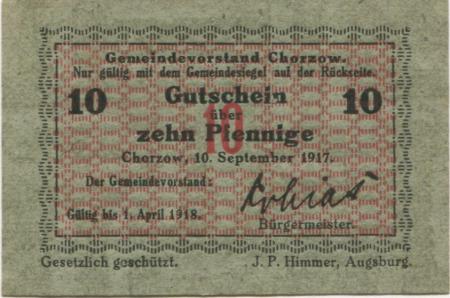 Gemeindevorstand Chorzow.
Nur gültig mit dem Gemeindesiegel auf der Rückseite.
10 Gutschein 10
über
10
zehn Pfennige
Chorzow, 10. September 1917.
Der Gemeindevorstand:
Gültig bis 1. April 1918.
Bürgermeister.
Gesetzlich geschützt. J. P. Himmer, Augsburg.